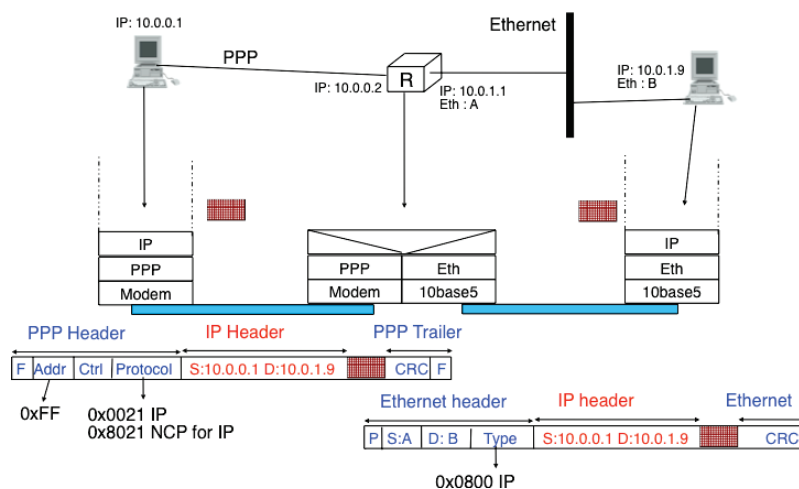 IP: 10.0.0.1
Ethernet
PPP
R
IP: 10.0.0.2
IP: 10.0.1.1
Eth : A
IP: 10.0.1.9
Eth : B
IP
PPP
Modem
PPP
Eth
Modem
10base5
IP
Eth
10base5
PPP Header
IP Header
PPP Trailer
F Addr Ctrl Protocol S:10.0.0.1 D:10.0.1.9 CRC F
0xFF
0x0021 IP
0x8021 NCP for IP
Ethernet header
IP header
Ethernet
P S:A D: B Type S:10.0.0.1 D:10.0.1.9 CRC
0x0800 IP